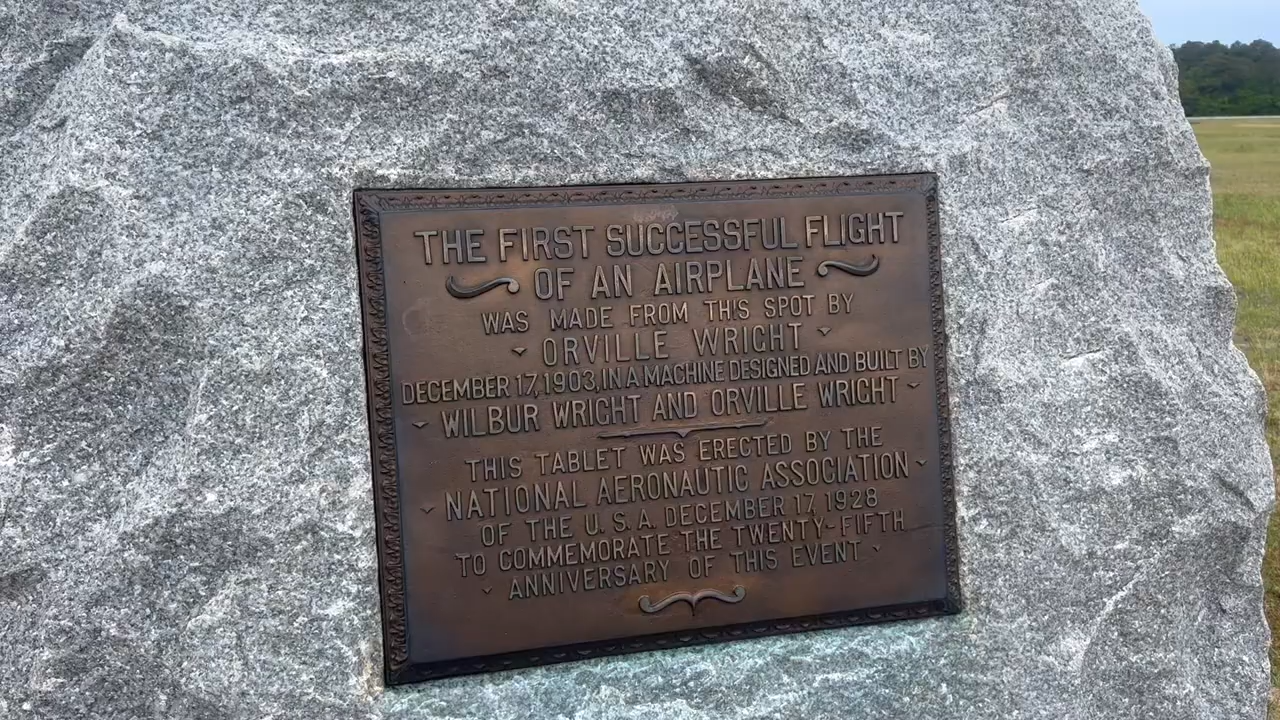 THE FIRST SUCCESSFUL FLIGHT
OF AN AIRPLANE
WAS MADE FROM THIS SPOT BY
ORVILLE WRIGHT
DECEMBER 17, 1903, IN A MACHINE DESIGNED AND BUILT BY
WILBUR WRIGHT AND ORVILLE WRIGHT
THIS TABLET WAS ERECTED BY THE
NATIONAL AERONAUTIC ASSOCIATION
OF THE U.S.A. DECEMBER 17, 1928
TO COMMEMORATE THE TWENTY-FIFTH
ANNIVERSARY OF THIS EVENT